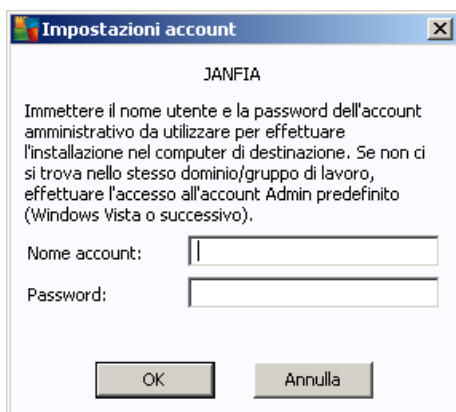 Impostazioni account
JANFIA
Immettere il nome utente e la password dell'account
amministrativo da utilizzare per effettuare
l'installazione nel computer di destinazione. Se non ci
si trova nello stesso dominio/gruppo di lavoro,
effettuare l'accesso all'account Admin predefinito
(Windows Vista o successivo).
Nome account:
Password:
OK
Annulla